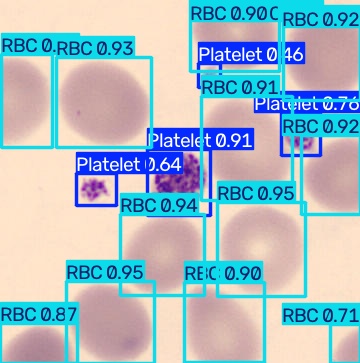 RBC 0.90
RBC 0.92
RBC 0.93
Platelet 0.46
RBC 0.91
Platelet 0.76
RBC 0.92
Platelet 0.91
Platelet 0.64
RBC 0.95
RBC 0.94
RBC 0.95
RBC 0.90
RBC 0.87
RBC 0.71